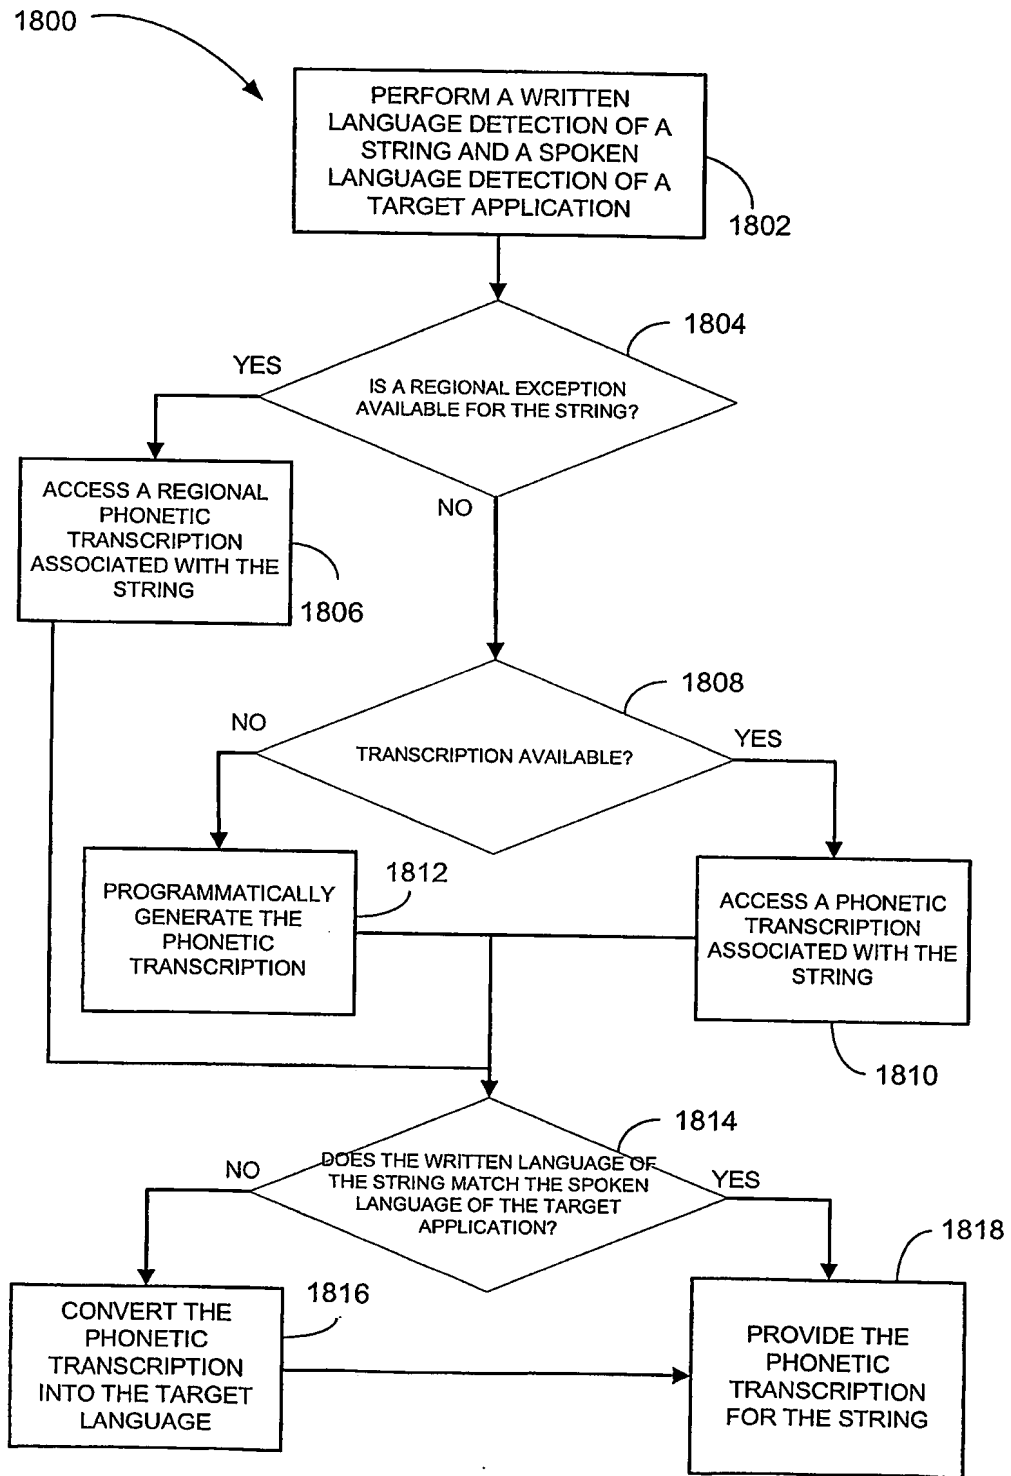 1800
PERFORM A WRITTEN
LANGUAGE DETECTION OF A
STRING AND A SPOKEN
LANGUAGE DETECTION OF A
TARGET APPLICATION
1802
1804
YES
IS A REGIONAL EXCEPTION
AVAILABLE FOR THE STRING?
NO
ACCESS A REGIONAL
PHONETIC
TRANSCRIPTION
ASSOCIATED WITH THE
STRING
1806
1808
NO
TRANSCRIPTION AVAILABLE?
YES
PROGRAMMATICALLY
GENERATE THE
PHONETIC
TRANSCRIPTION
1812
ACCESS A PHONETIC
TRANSCRIPTION
ASSOCIATED WITH THE
STRING
1810
1814
NO
DOES THE WRITTEN LANGUAGE OF
THE STRING MATCH THE SPOKEN
LANGUAGE OF THE TARGET
APPLICATION?
YES
CONVERT THE
PHONETIC
TRANSCRIPTION
INTO THE TARGET
LANGUAGE
1816
1818
PROVIDE THE
PHONETIC
TRANSCRIPTION
FOR THE STRING